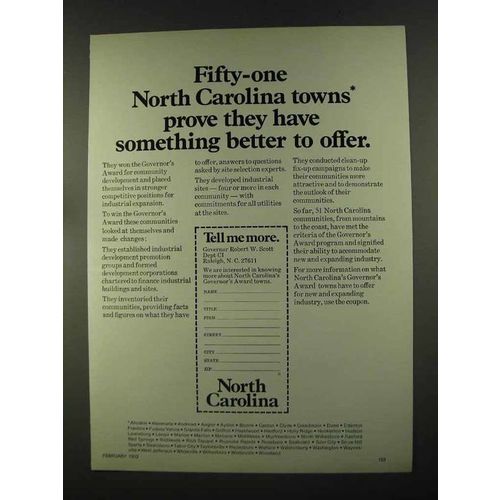 Fifty-one
North Carolina towns*
prove they have
something better to offer.
They won the Governor's
Award for community
development and placed
themselves in stronger
competitive positions for
industrial expansion.
To win the Governor's
Award these communities
looked at themselves and
made changes:
They established industrial
development promotion
groups and formed
development corporations
chartered to finance industrial
buildings and sites.
They inventoried their
communities, providing facts
and figures on what they have
to offer, answers to questions
asked by site selection experts.
They developed industrial
sites — four or more in each
community — with
commitments for all utilities
at the sites.
Tell me more.
Governor Robert W. Scott
Dept CI
Raleigh, N. C. 27611
We are interested in knowing
more about North Carolina's
Governor's Award towns.
NAME
TITLE
FIRM
STREET
CITY
STATE
ZIP
North
Carolina
They conducted clean-up
fix-up campaigns to make
their communities more
attractive and to demonstrate
the outlook of their
communities.
So far, 51 North Carolina
communities, from mountains
to the coast, have met the
criteria of the Governor's
Award program and signified
their ability to accommodate
new and expanding industry.
For more information on what
North Carolina's Governor's
Award towns have to offer
for new and expanding
industry, use the coupon.